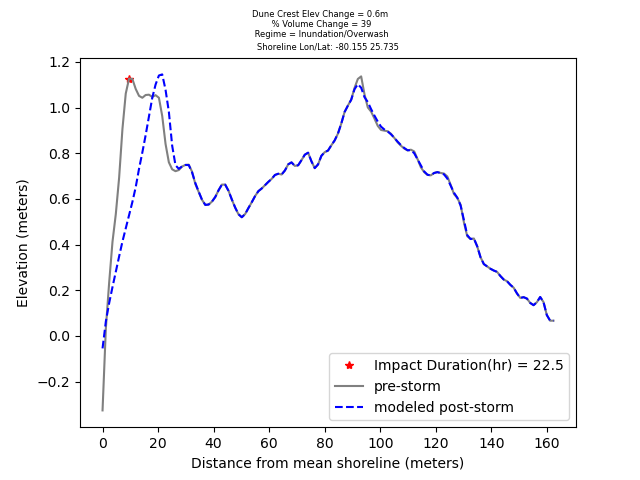 Dune Crest Elev Change = 0.6m
% Volume Change = 39
Regime = Inundation/Overwash
Shoreline Lon/Lat: -80.155 25.735
1.2
1.0
0.8
0.6
0.4
0.2
0.0
−0.2
Elevation (meters)
Impact Duration(hr) = 22.5
pre-storm
modeled post-storm
0 20 40 60 80 100 120 140 160
Distance from mean shoreline (meters)